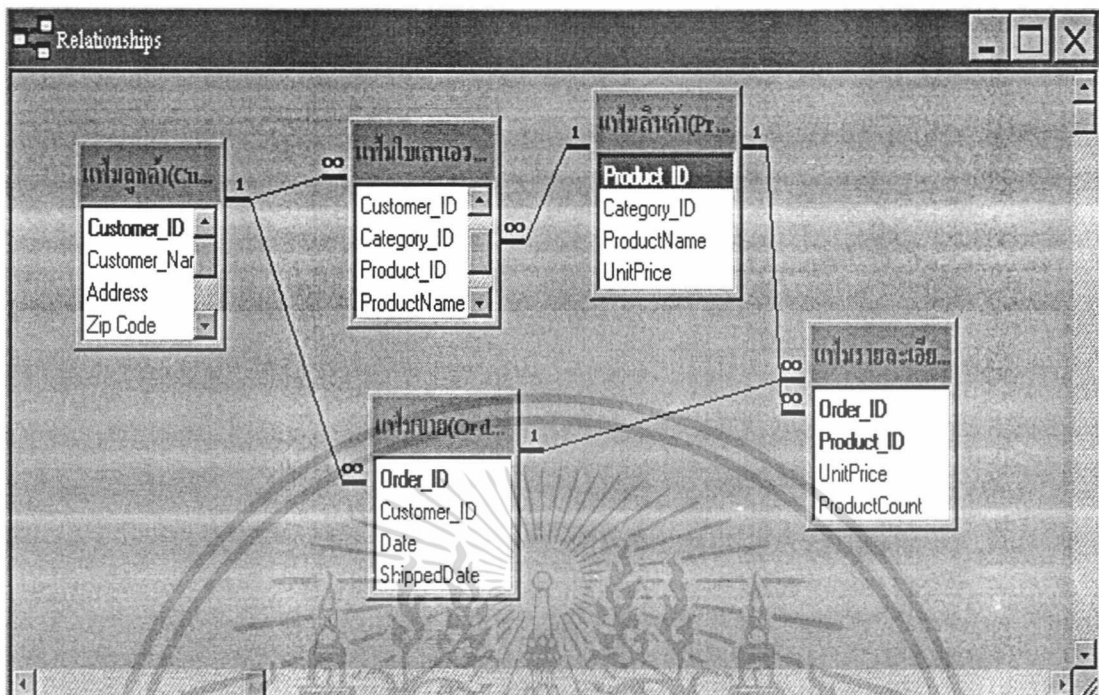 Relationships
แฟ้มลูกค้า(Cu...
1
Customer_ID
Customer_Nar
Address
Zip Code
แฟ้มใบเสนอร...
∞
Customer_ID
Category_ID
Product_ID
ProductName
∞
แฟ้มสินค้า(Pr...
1
1
Product_ID
Category_ID
ProductName
UnitPrice
แฟ้มขาย(Ord...
∞
1
Order_ID
Customer_ID
Date
ShippedDate
แฟ้มรายละเอีย...
∞
∞
Order_ID
Product_ID
UnitPrice
ProductCount